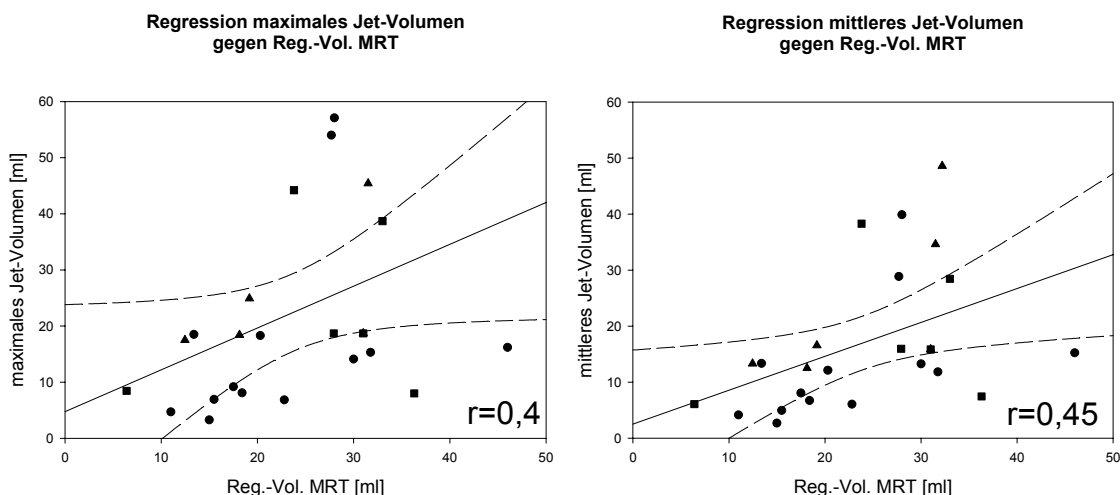 Regression maximales Jet-Volumen
gegen Reg.-Vol. MRT
maximales Jet-Volumen [ml]
60
50
40
30
20
10
0
r=0,4
0 10 20 30 40 50
Reg.-Vol. MRT [ml]
Regression mittleres Jet-Volumen
gegen Reg.-Vol. MRT
mittleres Jet-Volumen [ml]
60
50
40
30
20
10
0
r=0,45
0 10 20 30 40 50
Reg.-Vol. MRT [ml]